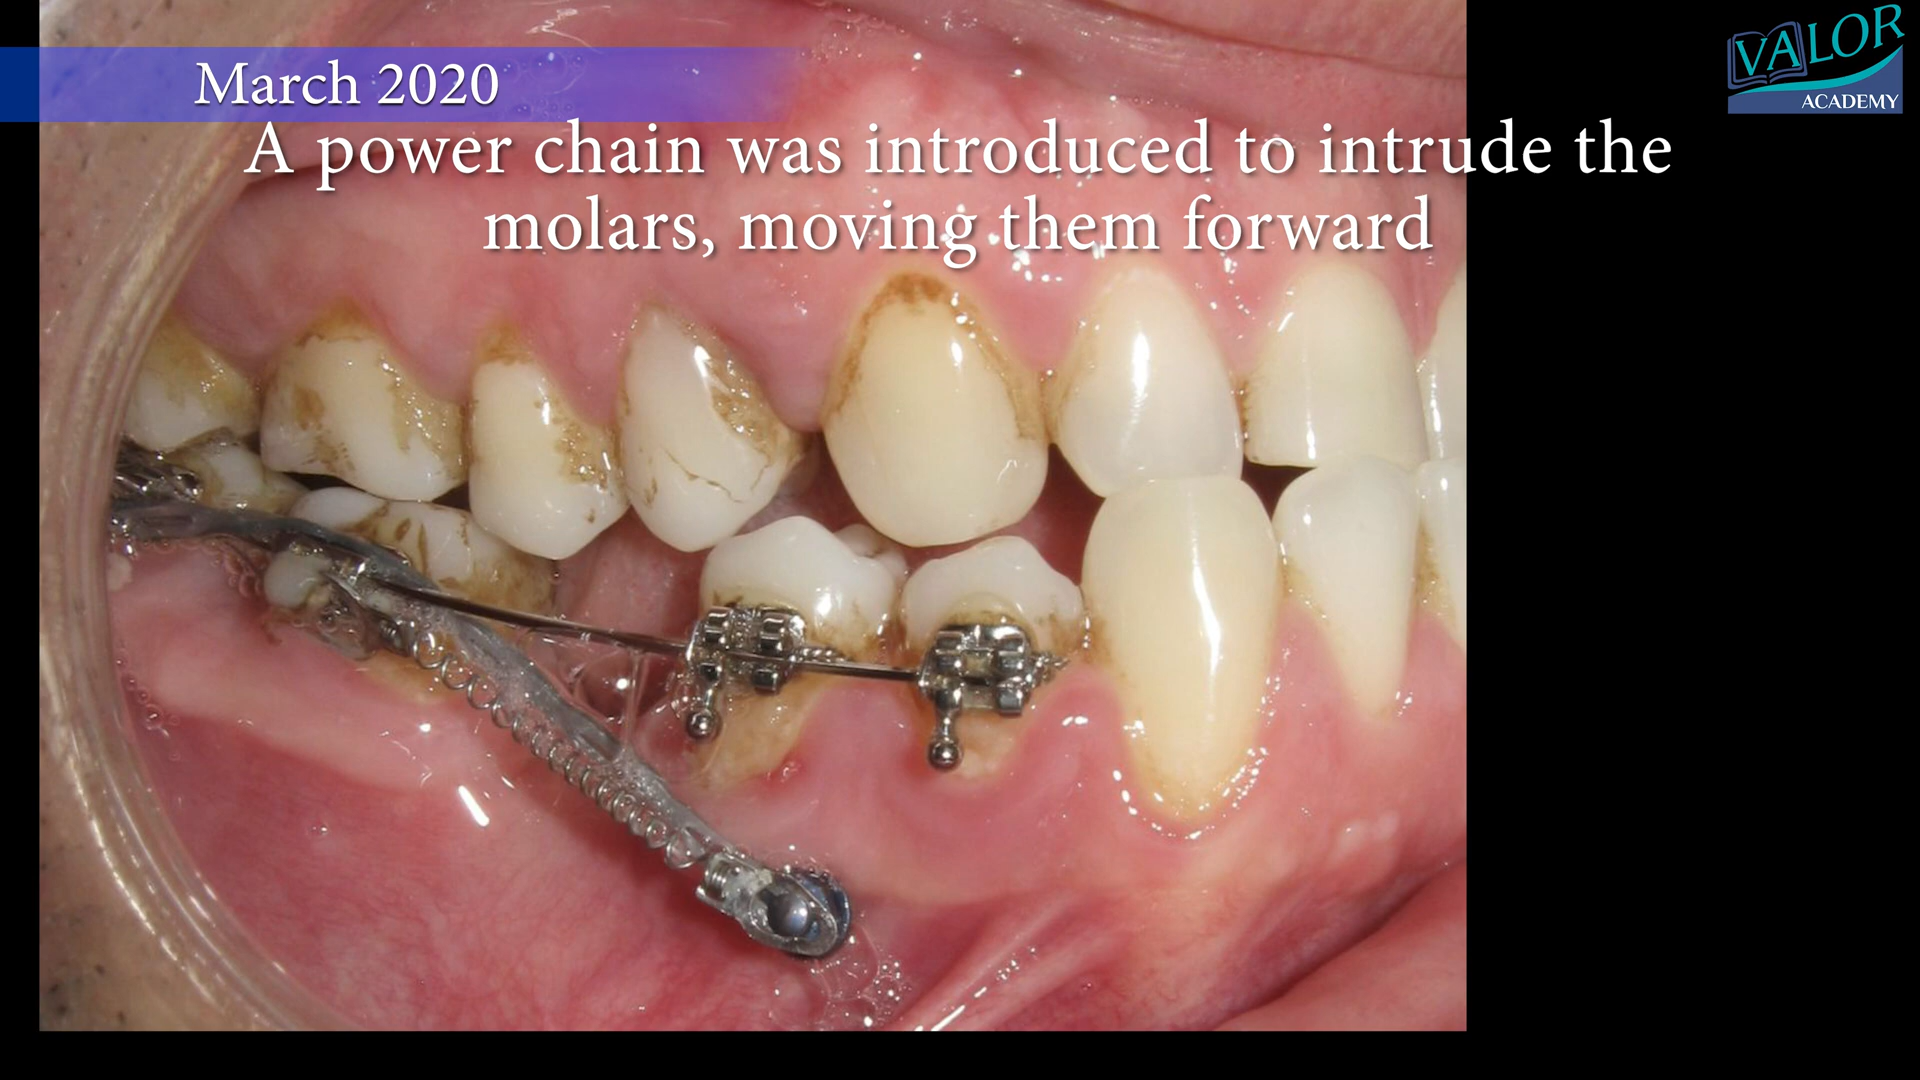 March 2020
A power chain was introduced to intrude the
molars, moving them forward
VALOR
ACADEMY